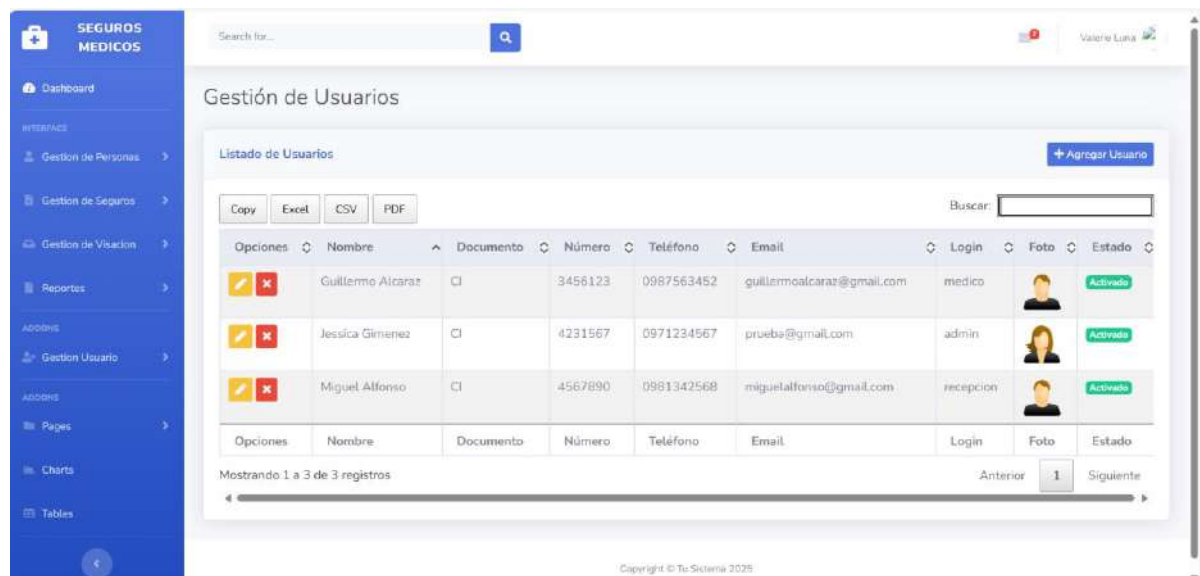 SEGUROS
MEDICOS
Dashboard
INTERFACE
Gestion de Personas
Gestion de Seguros
Gestion de Visacion
Reportes
ADDONS
Gestion Usuario
ADDONS
Pages
Charts
Tables
Search for...
Valerie Luna
Gestión de Usuarios
Listado de Usuarios
Agregar Usuario
Copy Excel CSV PDF
Buscar:
Opciones Nombre Documento Número Teléfono Email Login Foto Estado
Guillermo Alcaraz CI 3456123 0987563452 guillermoalcaraz@gmail.com medico Activado
Jessica Gimenez CI 4231567 0971234567 prueba@gmail.com admin Activado
Miguel Alfonso CI 4567890 0981342568 miguelalfonso@gmail.com recepcion Activado
Opciones Nombre Documento Número Teléfono Email Login Foto Estado
Mostrando 1 a 3 de 3 registros
Anterior 1 Siguiente
Copyright © Tu Sistema 2025